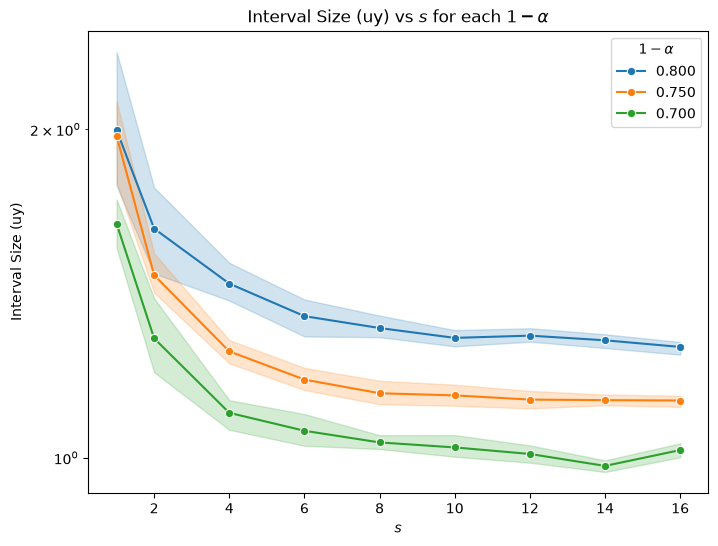 Interval Size (uy) vs $s$ for each $1 - \alpha$
Interval Size (uy)
2 × 10⁰
10⁰
1 − α
0.800
0.750
0.700
2 4 6 8 10 12 14 16
s